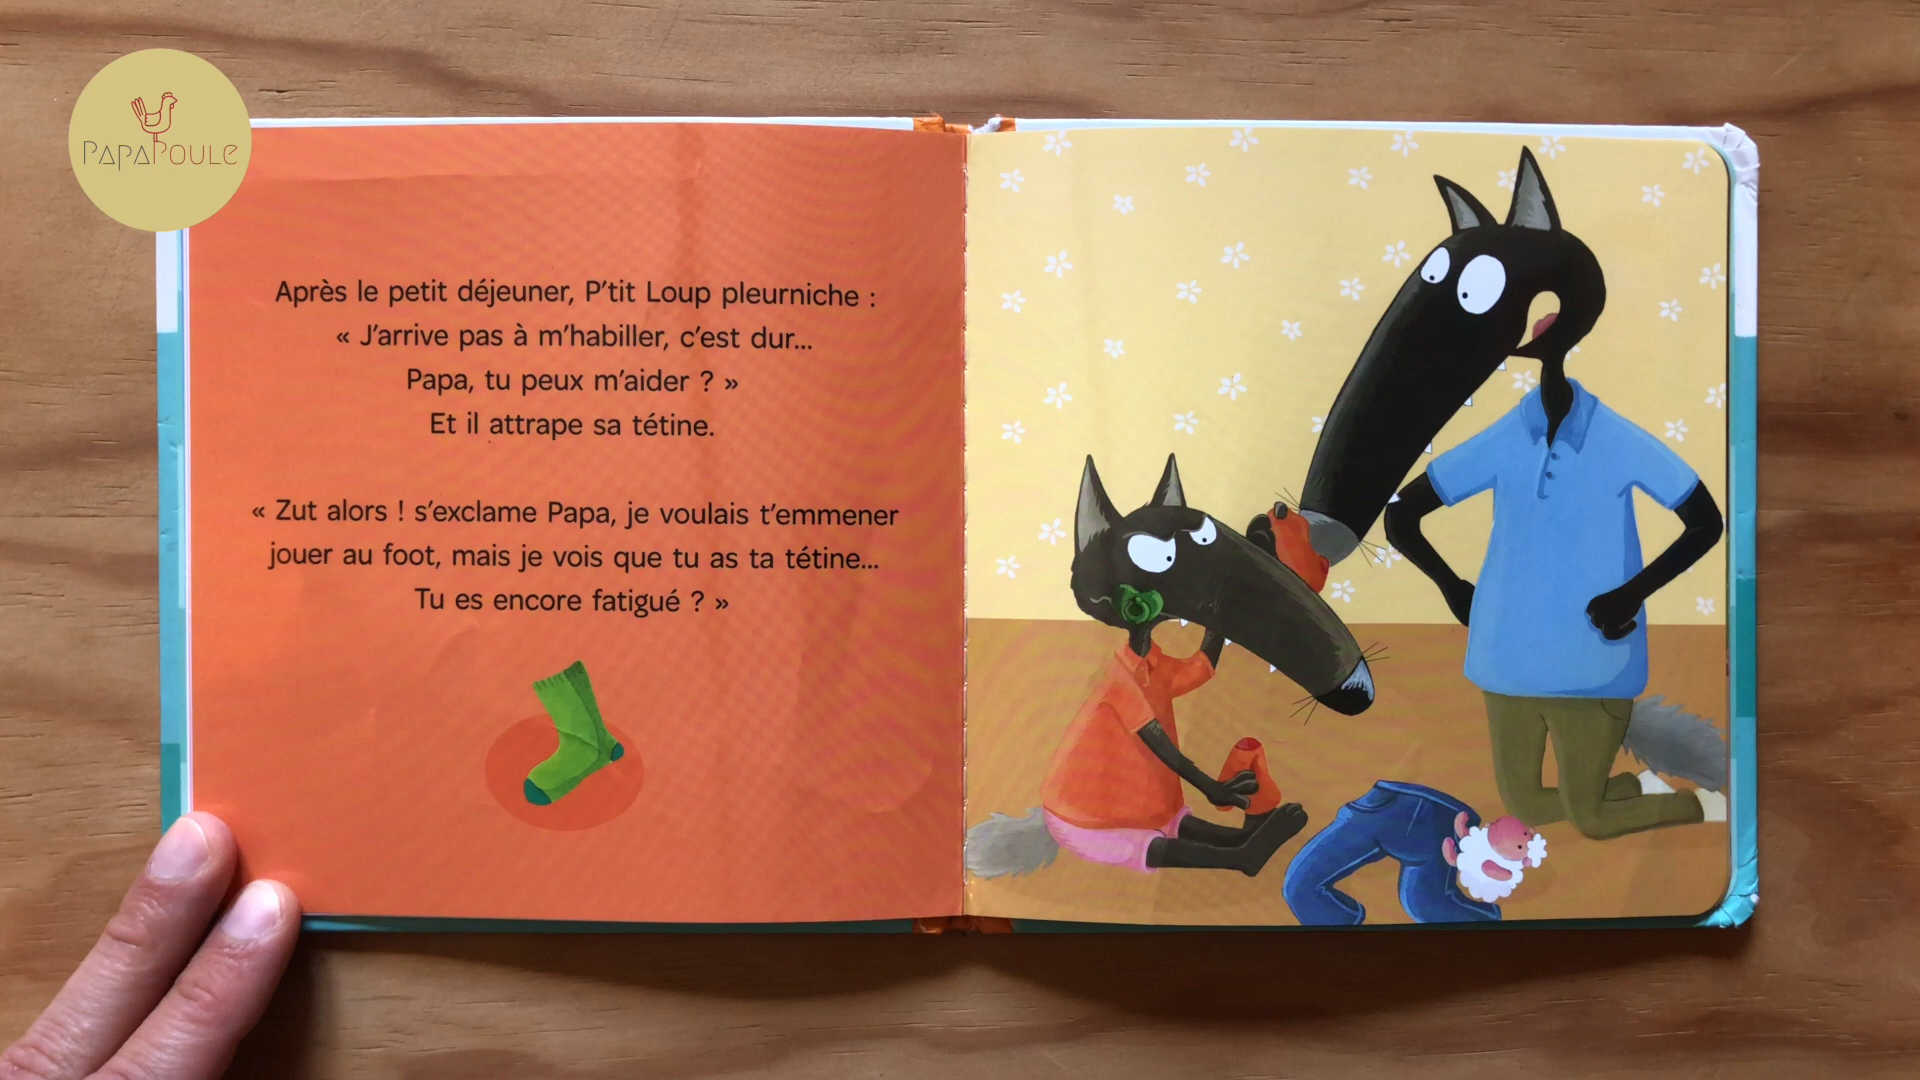 PAPAPOULE
Après le petit déjeuner, P'tit Loup pleurniche :
« J'arrive pas à m'habiller, c'est dur...
Papa, tu peux m'aider ? »
Et il attrape sa tétine.
« Zut alors ! s'exclame Papa, je voulais t'emmener
jouer au foot, mais je vois que tu as ta tétine...
Tu es encore fatigué ? »